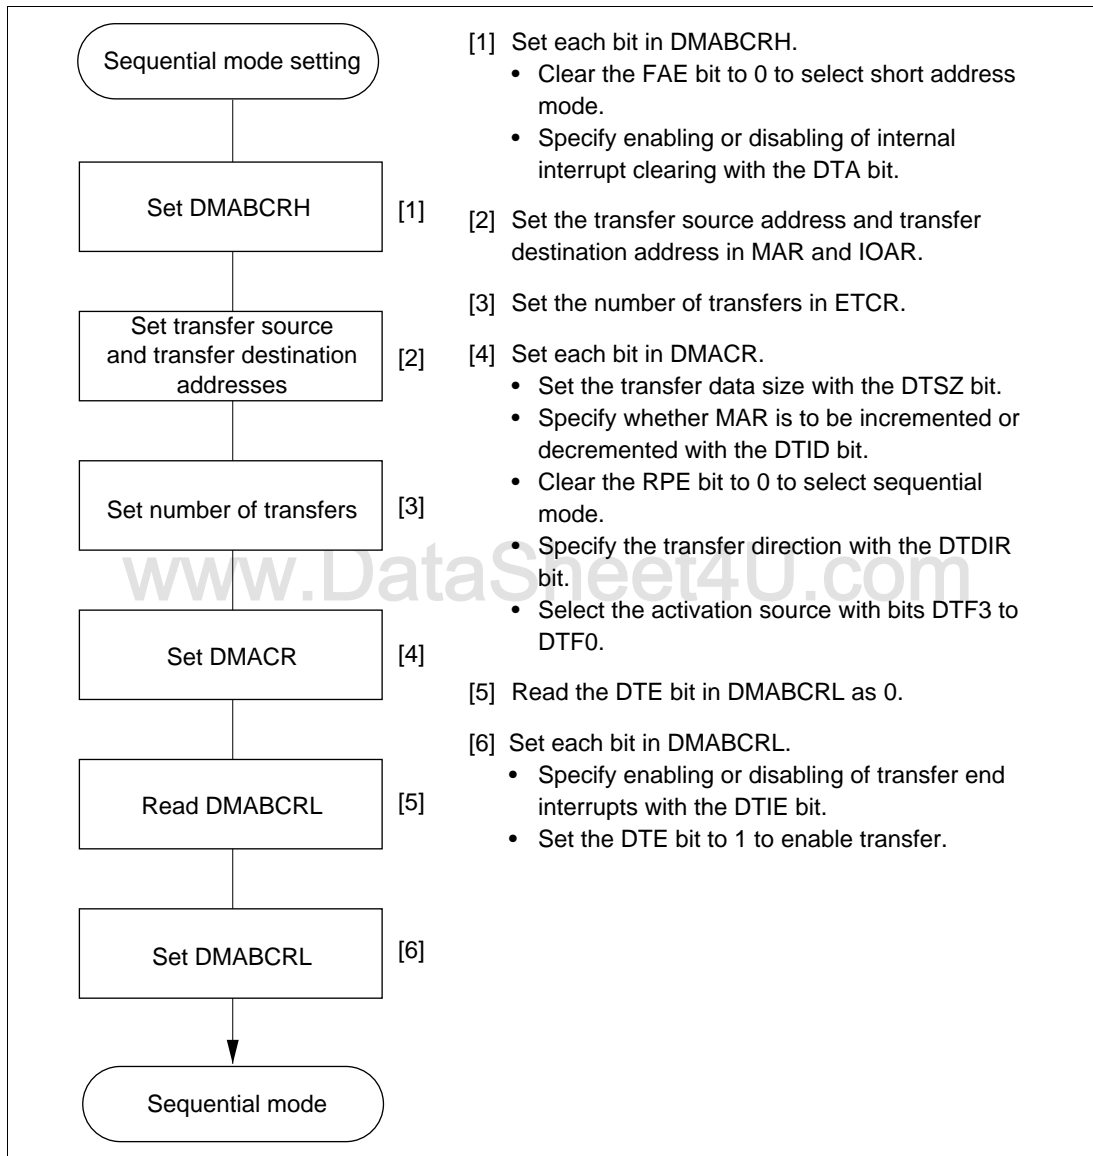 Sequential mode setting
Set DMABCRH
[1]
Set transfer source
and transfer destination
addresses
[2]
Set number of transfers
[3]
Set DMACR
[4]
Read DMABCRL
[5]
Set DMABCRL
[6]
Sequential mode
[1] Set each bit in DMABCRH.
• Clear the FAE bit to 0 to select short address
mode.
• Specify enabling or disabling of internal
interrupt clearing with the DTA bit.
[2] Set the transfer source address and transfer
destination address in MAR and IOAR.
[3] Set the number of transfers in ETCR.
[4] Set each bit in DMACR.
• Set the transfer data size with the DTSZ bit.
• Specify whether MAR is to be incremented or
decremented with the DTID bit.
• Clear the RPE bit to 0 to select sequential
mode.
• Specify the transfer direction with the DTDIR
bit.
• Select the activation source with bits DTF3 to
DTF0.
[5] Read the DTE bit in DMABCRL as 0.
[6] Set each bit in DMABCRL.
• Specify enabling or disabling of transfer end
interrupts with the DTIE bit.
• Set the DTE bit to 1 to enable transfer.
www.DataSheet4U.com